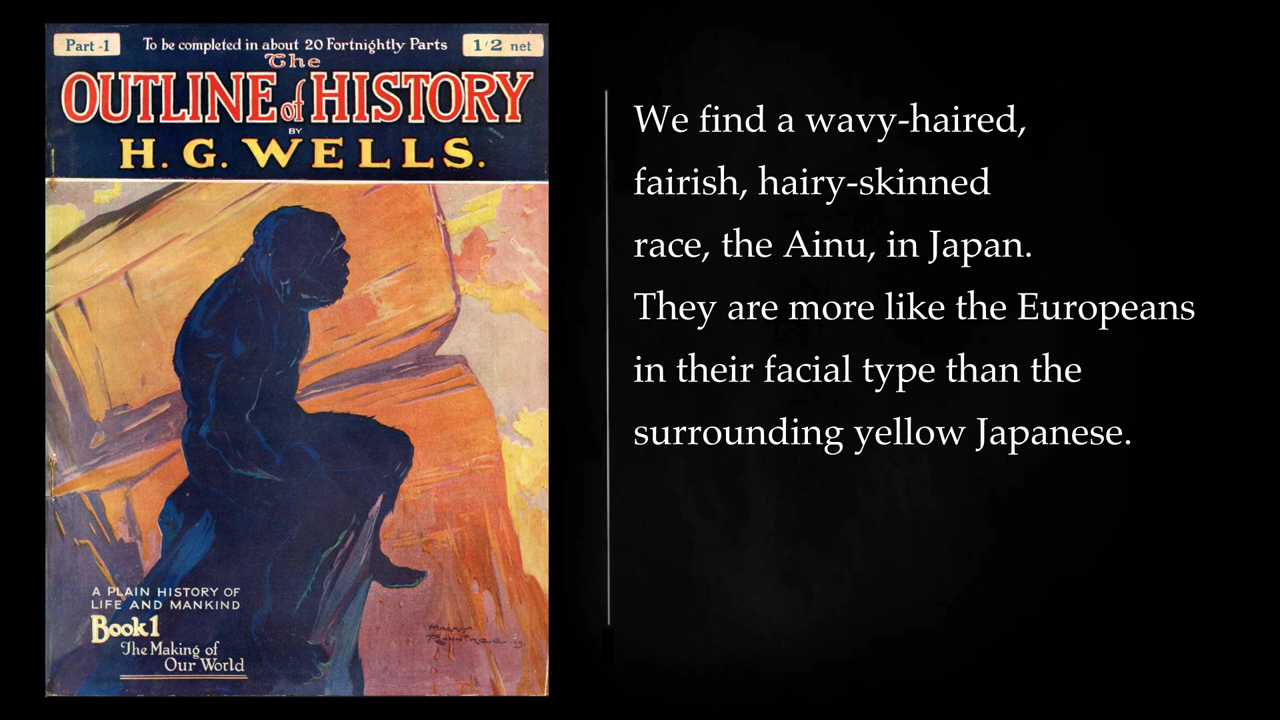 Part -1
To be completed in about 20 Fortnightly Parts
1/2 net
The
OUTLINE of HISTORY
BY
H. G. WELLS.
A PLAIN HISTORY OF
LIFE AND MANKIND
Book 1
The Making of
Our World
We find a wavy-haired,
fairish, hairy-skinned
race, the Ainu, in Japan.
They are more like the Europeans
in their facial type than the
surrounding yellow Japanese.